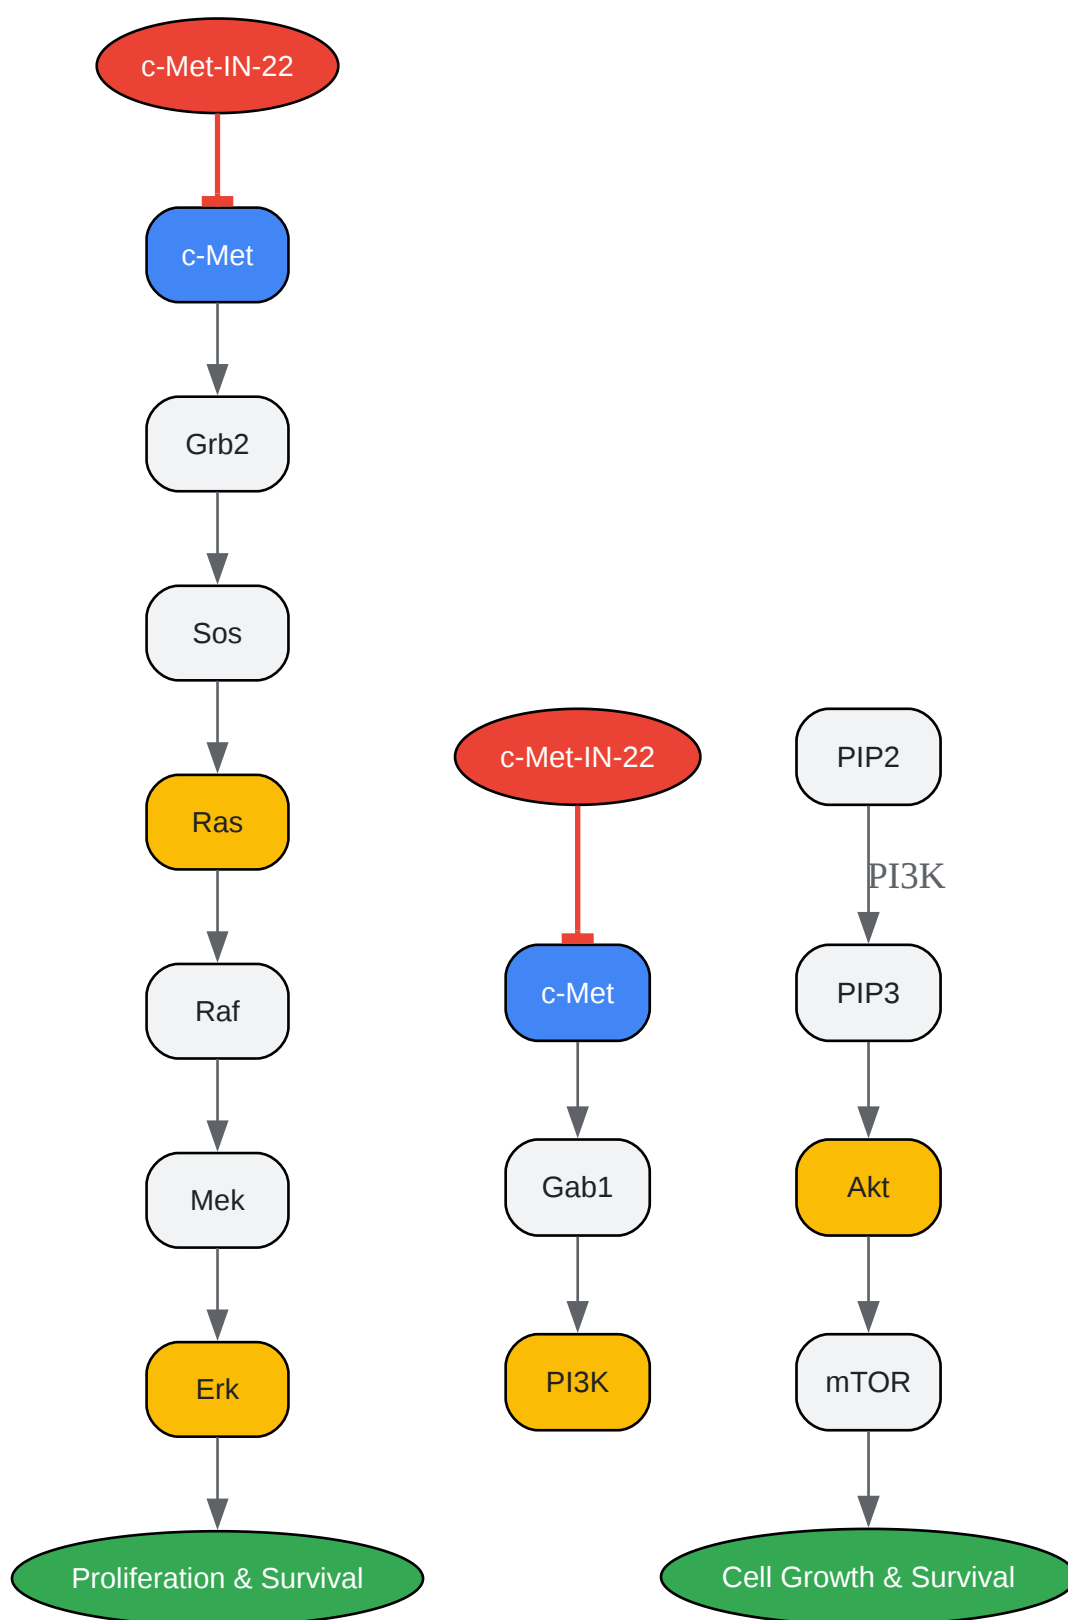 c-Met-IN-22
c-Met
Grb2
Sos
Ras
Raf
Mek
Erk
Proliferation & Survival
c-Met-IN-22
c-Met
Gab1
PI3K
PIP2
PI3K
PIP3
Akt
mTOR
Cell Growth & Survival